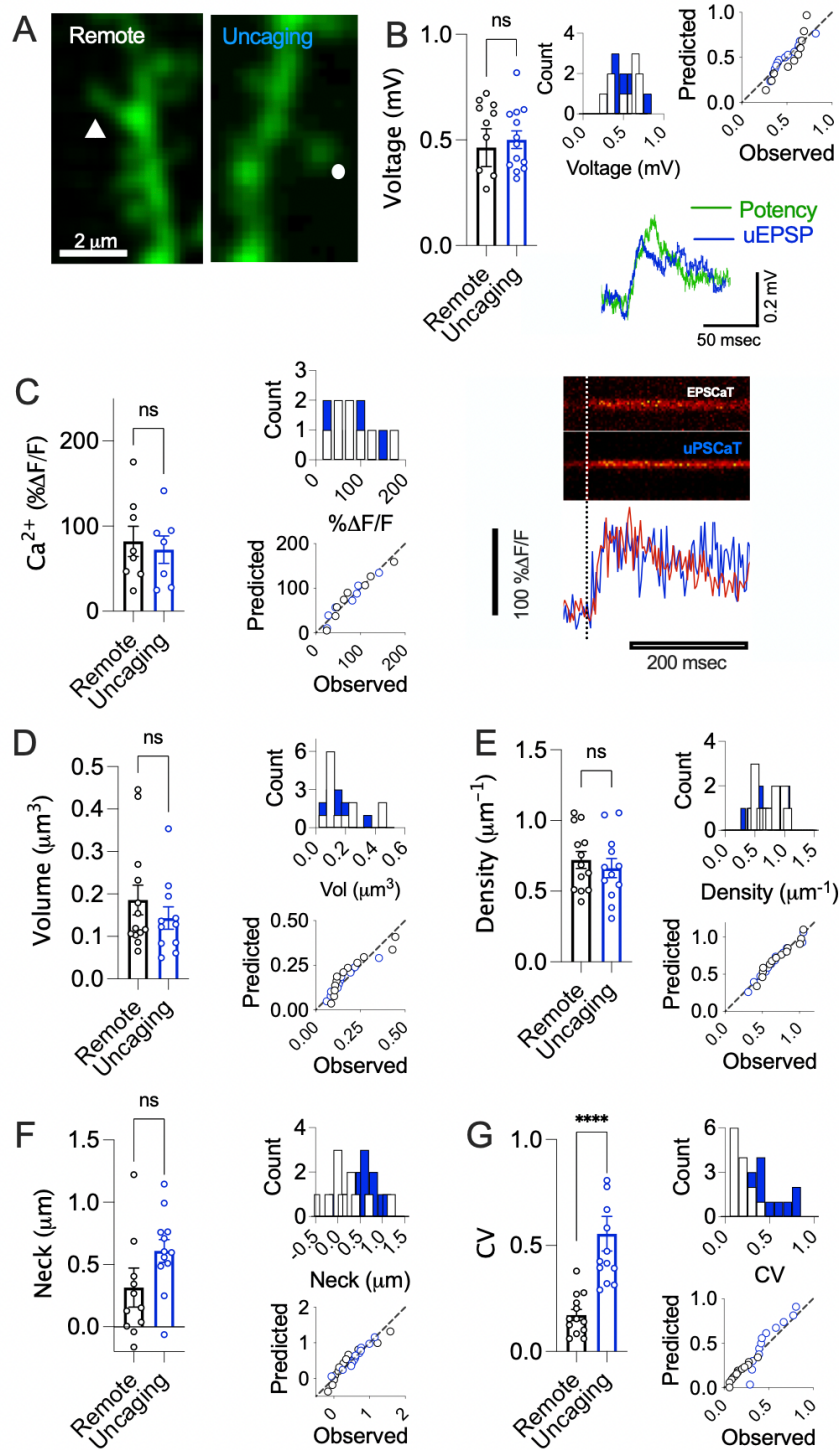 A
Remote
Uncaging
2 μm
B
Voltage (mV)
1.0
0.5
0.0
ns
Remote
Uncaging
Count
4
2
0
0.0
0.5
1.0
Voltage (mV)
Predicted
1.0
0.5
0.0
0.0
0.5
1.0
Observed
Potency
uEPSP
0.2 mV
50 msec
C
Ca2+ (%ΔF/F)
200
100
0
ns
Remote
Uncaging
Count
3
2
1
0
0
100
200
%ΔF/F
Predicted
200
100
0
0
100
200
Observed
EPSCaT
uPSCaT
100 %ΔF/F
200 msec
D
Volume (μm3)
0.5
0.4
0.3
0.2
0.1
0.0
ns
Remote
Uncaging
Count
6
3
0
0.0
0.2
0.4
0.6
Vol (μm3)
Predicted
0.50
0.25
0.00
0.00
0.25
0.50
Observed
E
Density (μm−1)
1.5
1.0
0.5
0.0
ns
Remote
Uncaging
Count
4
2
0
0.0
0.5
1.0
1.5
Density (μm-1)
Predicted
1.0
0.5
0.0
0.0
0.5
1.0
Observed
F
Neck (μm)
1.5
1.0
0.5
0.0
ns
Remote
Uncaging
Count
4
2
0
-0.5
0.0
0.5
1.0
1.5
Neck (μm)
Predicted
2
1
0
0
1
2
Observed
G
CV
1.0
0.5
0.0
****
Remote
Uncaging
Count
6
3
0
0.0
0.5
1.0
CV
Predicted
1.0
0.5
0.0
0.0
0.5
1.0
Observed